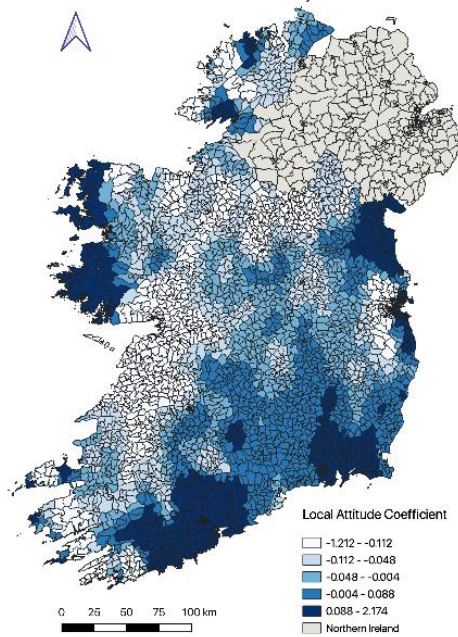 Local Attitude Coefficient
-1.212 - -0.112
-0.112 - -0.048
-0.048 - -0.004
-0.004 - 0.088
0.088 - 2.174
Northern Ireland
0 25 50 75 100 km